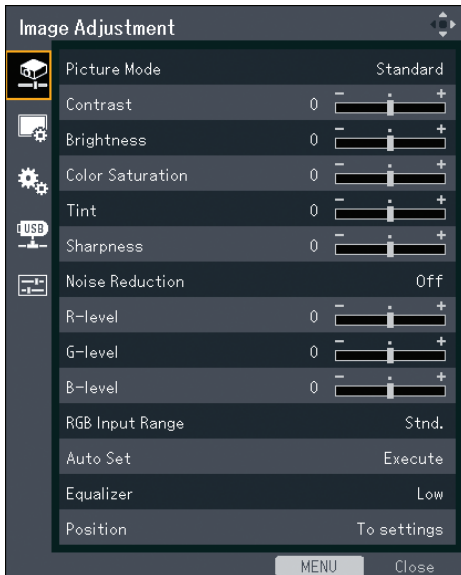 Image Adjustment
Picture Mode Standard
Contrast 0 - +
Brightness 0 - +
Color Saturation 0 - +
Tint 0 - +
Sharpness 0 - +
USB
Noise Reduction Off
R-level 0 - +
G-level 0 - +
B-level 0 - +
RGB Input Range Stnd.
Auto Set Execute
Equalizer Low
Position To settings
MENU Close